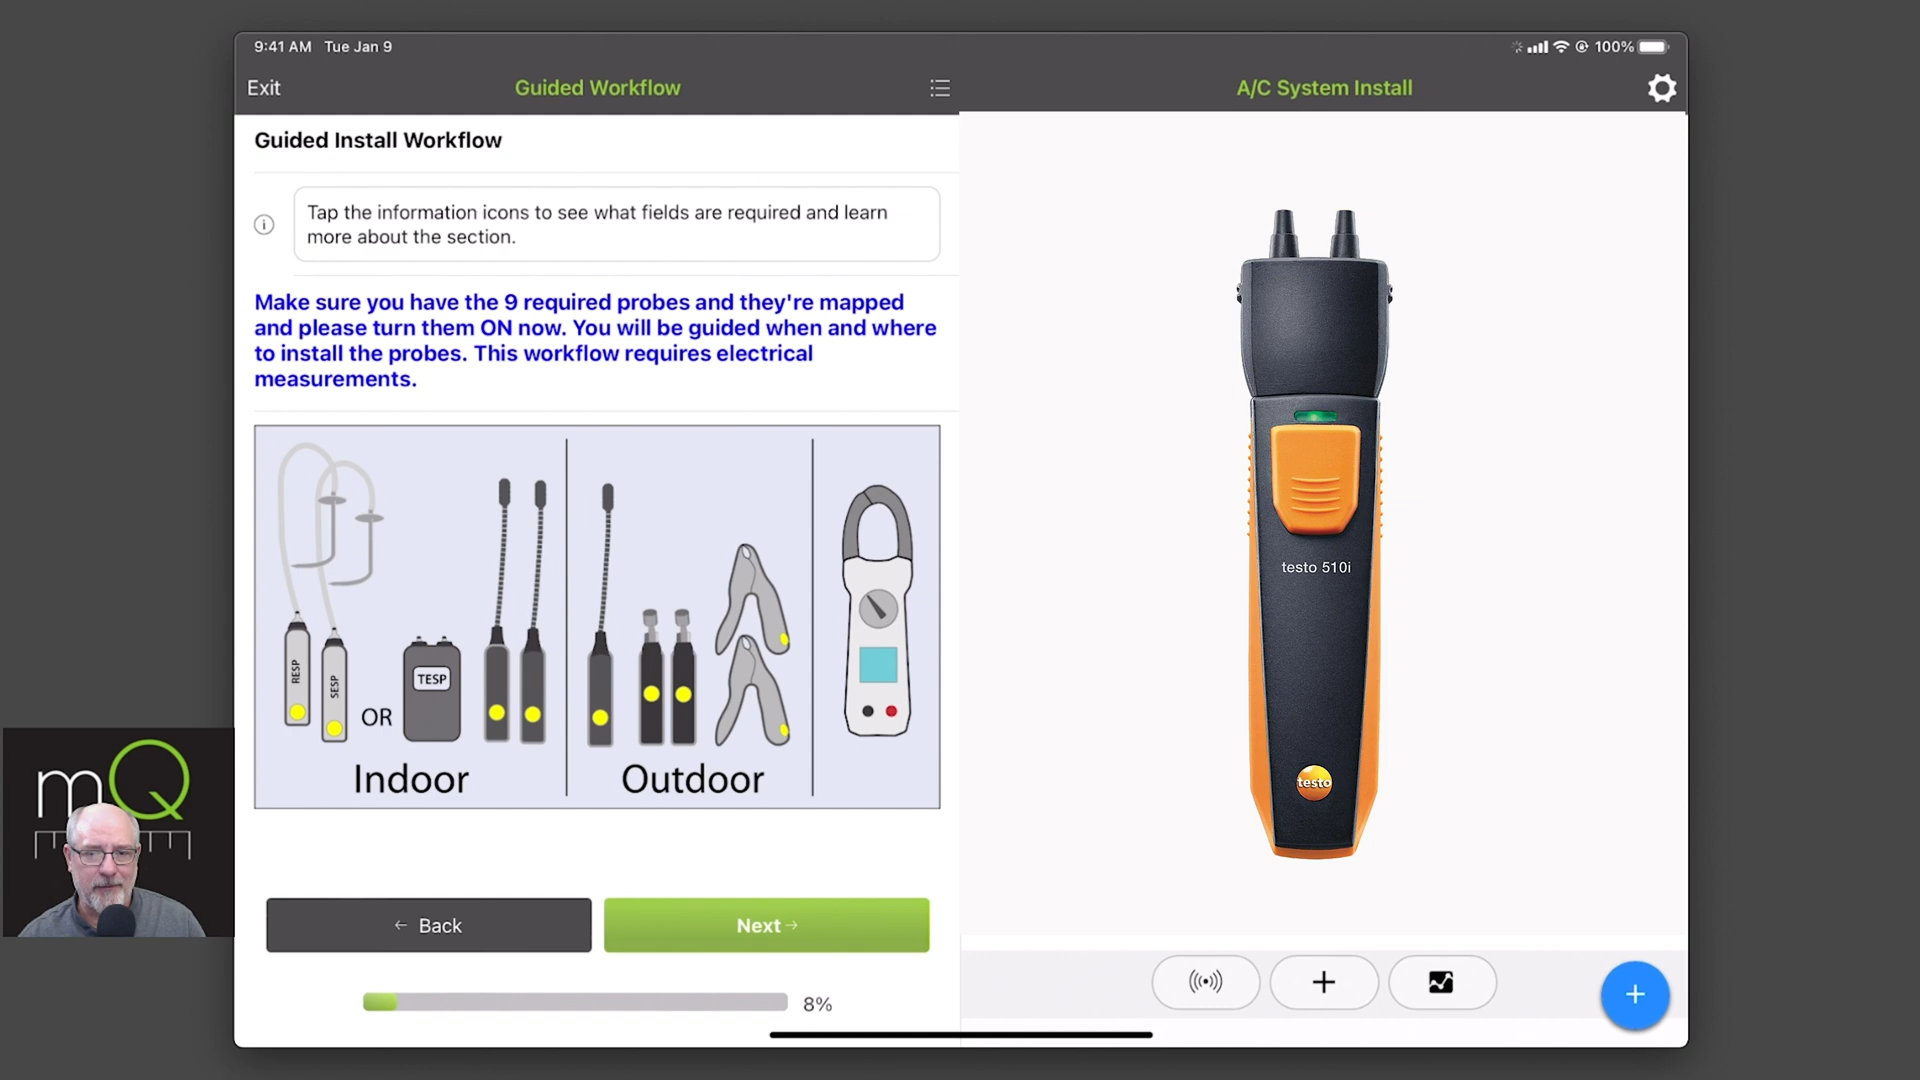 9:41 AM Tue Jan 9
100%
Exit
Guided Workflow
A/C System Install
Guided Install Workflow
Tap the information icons to see what fields are required and learn
more about the section.
Make sure you have the 9 required probes and they're mapped
and please turn them ON now. You will be guided when and where
to install the probes. This workflow requires electrical
measurements.
RESP
SESP
OR
TESP
Indoor
Outdoor
testo 510i
testo
mQ
← Back
Next →
8%